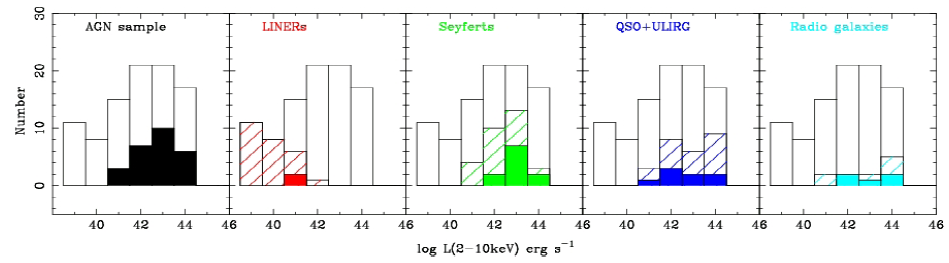 AGN sample LINERs Seyferts QSO+ULIRG Radio galaxies
30
20
10
0
Number
40 42 44 46 40 42 44 46 40 42 44 46 40 42 44 46 40 42 44 46
log L(2−10keV) erg s⁻¹